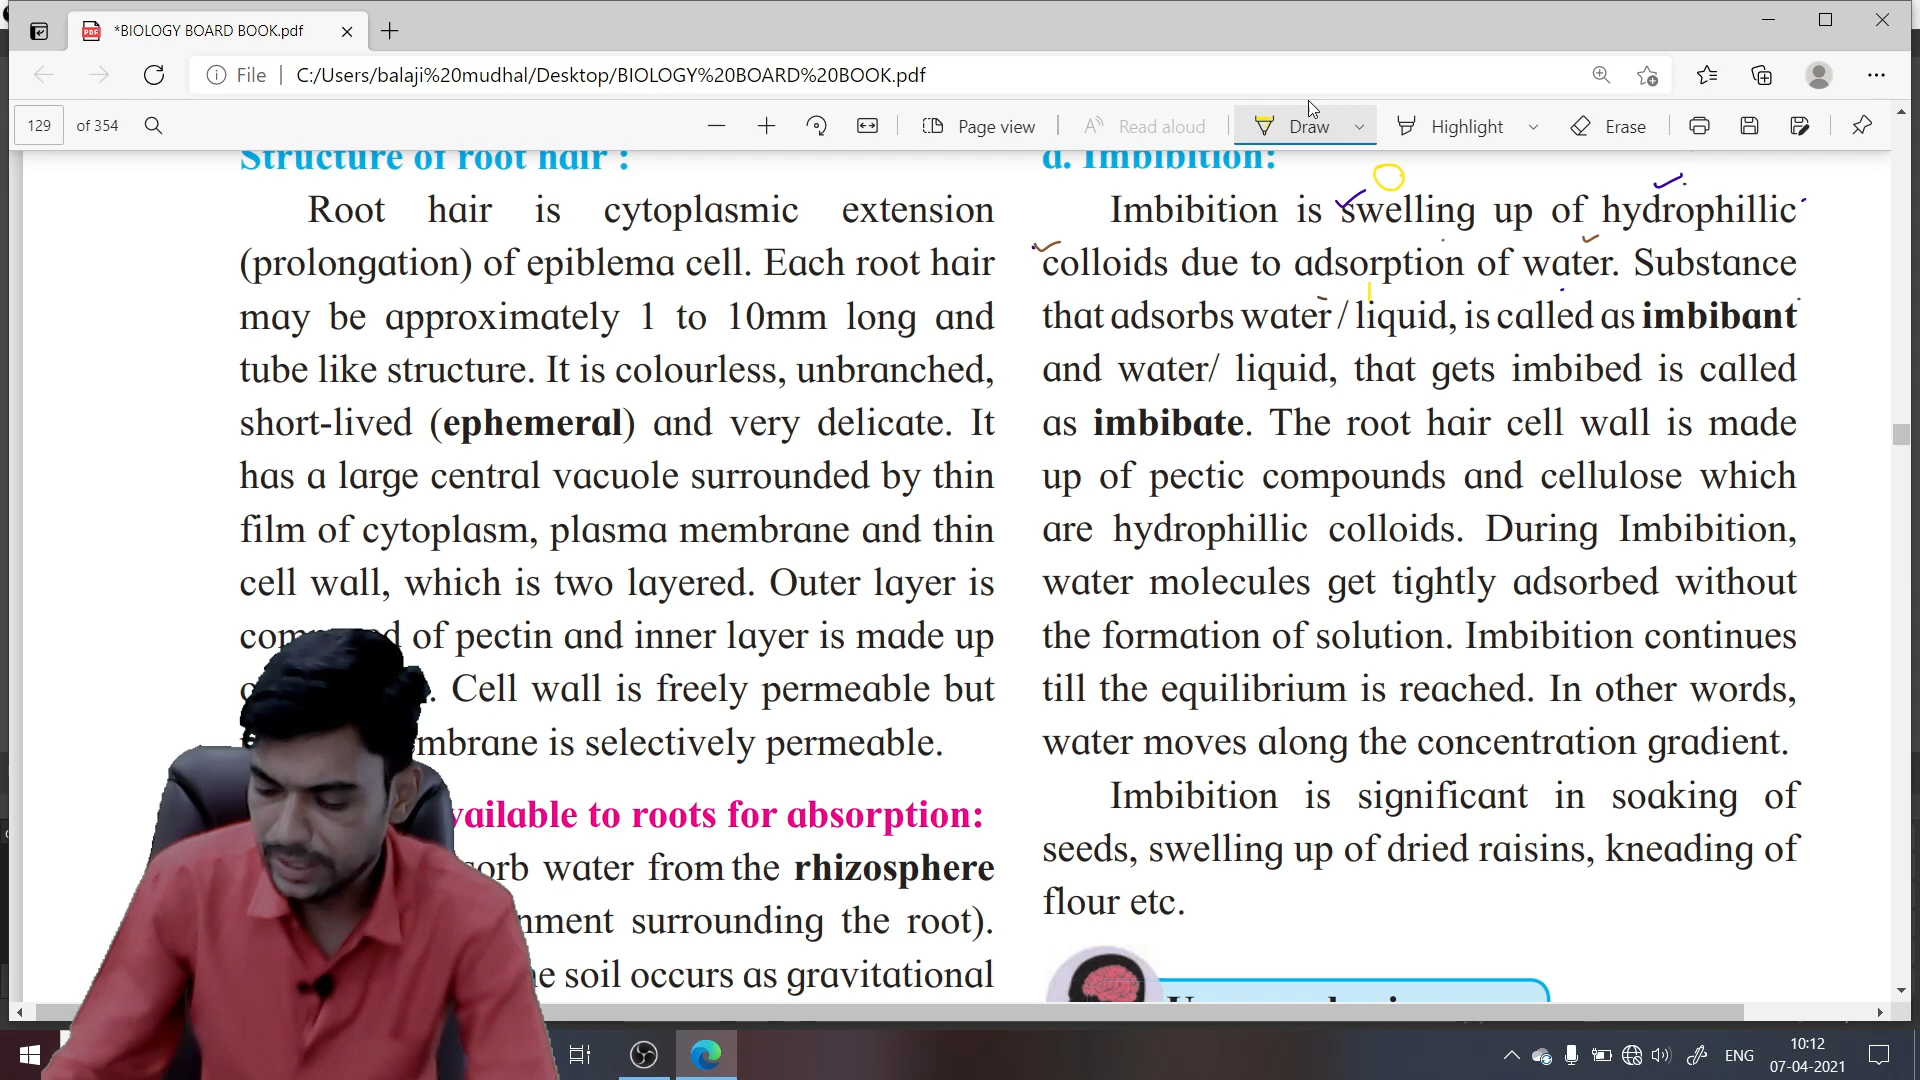 *BIOLOGY BOARD BOOK.pdf
File
C:/Users/balaji%20mudhal/Desktop/BIOLOGY%20BOARD%20BOOK.pdf
129 of 354
Page view
Read aloud
Draw
Highlight
Erase
Structure of root hair :
Root hair is cytoplasmic extension
(prolongation) of epiblema cell. Each root hair
may be approximately 1 to 10mm long and
tube like structure. It is colourless, unbranched,
short-lived (ephemeral) and very delicate. It
has a large central vacuole surrounded by thin
film of cytoplasm, plasma membrane and thin
cell wall, which is two layered. Outer layer is
of pectin and inner layer is made up
. Cell wall is freely permeable but
mbrane is selectively permeable.
vailable to roots for absorption:
sorb water from the rhizosphere
nment surrounding the root).
he soil occurs as gravitational
d. Imbibition:
Imbibition is swelling up of hydrophillic
colloids due to adsorption of water. Substance
that adsorbs water / liquid, is called as imbibant
and water/ liquid, that gets imbibed is called
as imbibate. The root hair cell wall is made
up of pectic compounds and cellulose which
are hydrophillic colloids. During Imbibition,
water molecules get tightly adsorbed without
the formation of solution. Imbibition continues
till the equilibrium is reached. In other words,
water moves along the concentration gradient.
Imbibition is significant in soaking of
seeds, swelling up of dried raisins, kneading of
flour etc.
ENG
10:12
07-04-2021